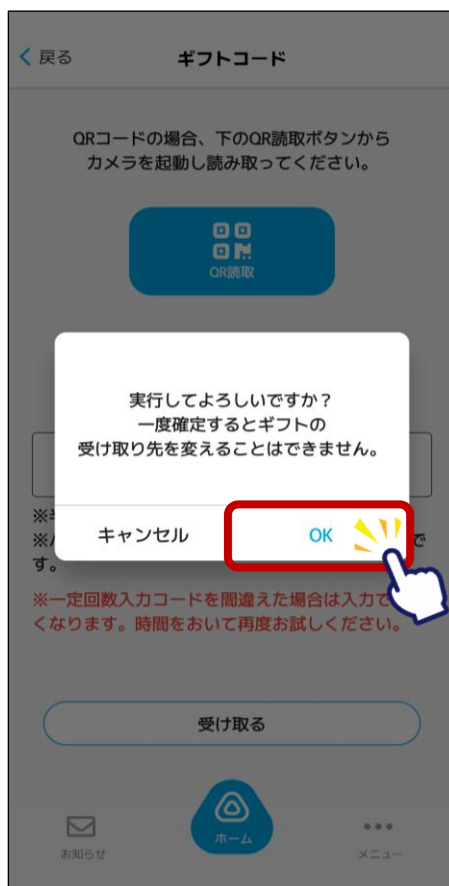 戻る
ギフトコード
QRコードの場合、下のQR読取ボタンから
カメラを起動し読み取ってください。
QR読取
実行してよろしいですか？
一度確定するとギフトの
受け取り先を変えることはできません。
キャンセル
OK
※
※ で
す。
※一定回数入力コードを間違えた場合は入力で
くなります。時間をおいて再度お試しください。
受け取る
お知らせ
ホーム
メニュー